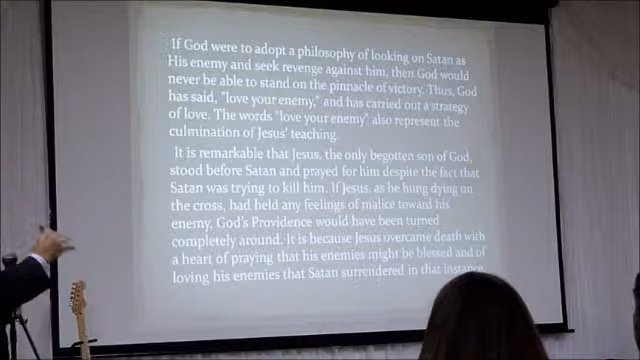 If God were to adopt a philosophy of looking on Satan as
His enemy and seek revenge against him, then God would
never be able to stand on the pinnacle of victory. Thus, God
has said, "love your enemy," and has carried out a strategy
of love. The words "love your enemy" also represent the
culmination of Jesus' teaching.
It is remarkable that Jesus, the only begotten son of God,
stood before Satan and prayed for him despite the fact that
Satan was trying to kill him. If Jesus, as he hung dying on
the cross, had held any feelings of malice toward his
enemy, God's Providence would have been turned
completely around. It is because Jesus overcame death with
a heart of praying that his enemies might be blessed and of
loving his enemies that Satan surrendered in that instance.